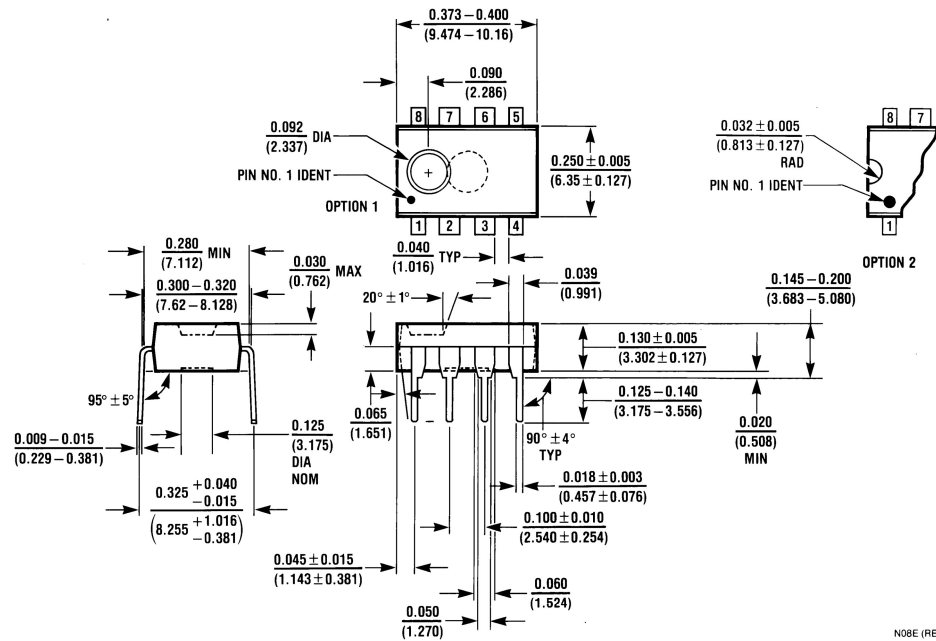 0.373 – 0.400
(9.474 – 10.16)
0.090
(2.286)
8 7 6 5
0.092 DIA
(2.337)
PIN NO. 1 IDENT
OPTION 1
1 2 3 4
0.250 ± 0.005
(6.35 ± 0.127)
8 7
0.032 ± 0.005
(0.813 ± 0.127)
RAD
PIN NO. 1 IDENT
1
OPTION 2
0.280 MIN
(7.112)
0.300 – 0.320
(7.62 – 8.128)
0.030 MAX
(0.762)
95° ± 5°
0.009 – 0.015
(0.229 – 0.381)
0.125
(3.175)
DIA
NOM
0.325 +0.040
-0.015
(8.255 +1.016
-0.381)
0.040 TYP
(1.016)
20° ± 1°
0.039
(0.991)
0.145 – 0.200
(3.683 – 5.080)
0.130 ± 0.005
(3.302 ± 0.127)
0.065
(1.651)
0.125 – 0.140
(3.175 – 3.556)
0.020
(0.508)
MIN
90° ± 4°
TYP
0.018 ± 0.003
(0.457 ± 0.076)
0.100 ± 0.010
(2.540 ± 0.254)
0.045 ± 0.015
(1.143 ± 0.381)
0.060
(1.524)
0.050
(1.270)
N08E (RE